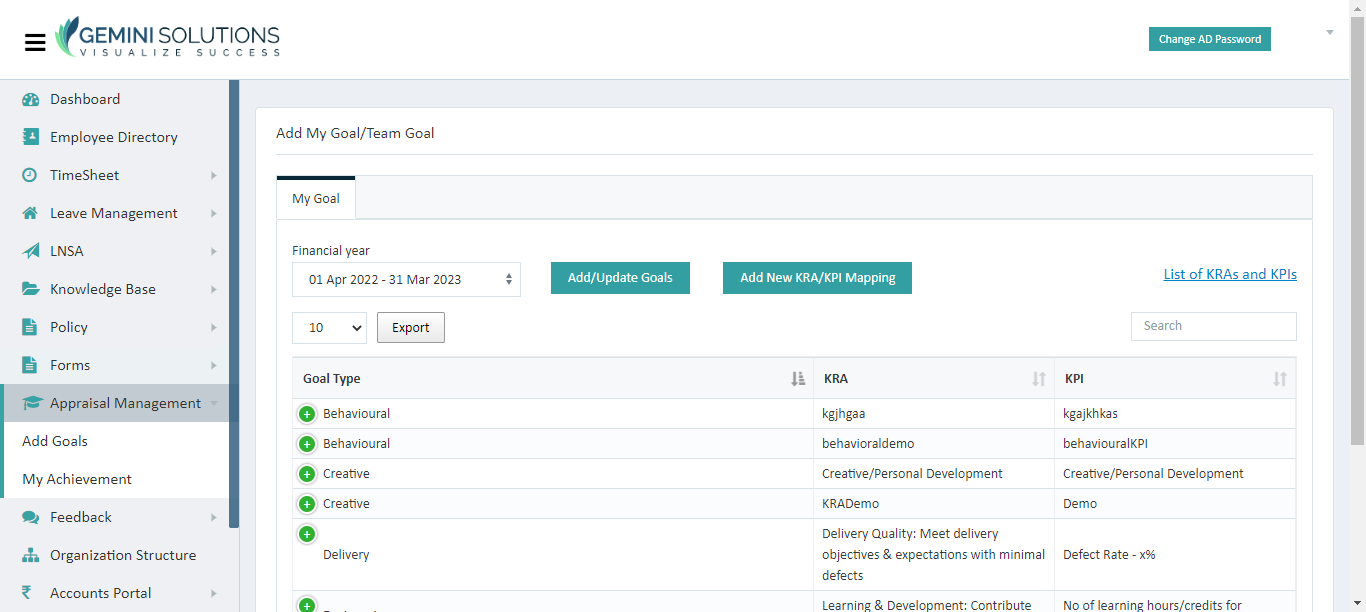 GEMINI SOLUTIONS
VISUALIZE SUCCESS
Change AD Password
Dashboard
Employee Directory
TimeSheet
Leave Management
LNSA
Knowledge Base
Policy
Forms
Appraisal Management
Add Goals
My Achievement
Feedback
Organization Structure
Accounts Portal
Add My Goal/Team Goal
My Goal
Financial year
01 Apr 2022 - 31 Mar 2023
Add/Update Goals
Add New KRA/KPI Mapping
List of KRAs and KPIs
10
Export
Search
Goal Type KRA KPI
Behavioural kgjhgaa kgajkhkas
Behavioural behavioraldemo behaviouralKPI
Creative Creative/Personal Development Creative/Personal Development
Creative KRADemo Demo
Delivery Quality: Meet delivery
Delivery objectives & expectations with minimal Defect Rate - x%
defects
Learning & Development: Contribute No of learning hours/credits for